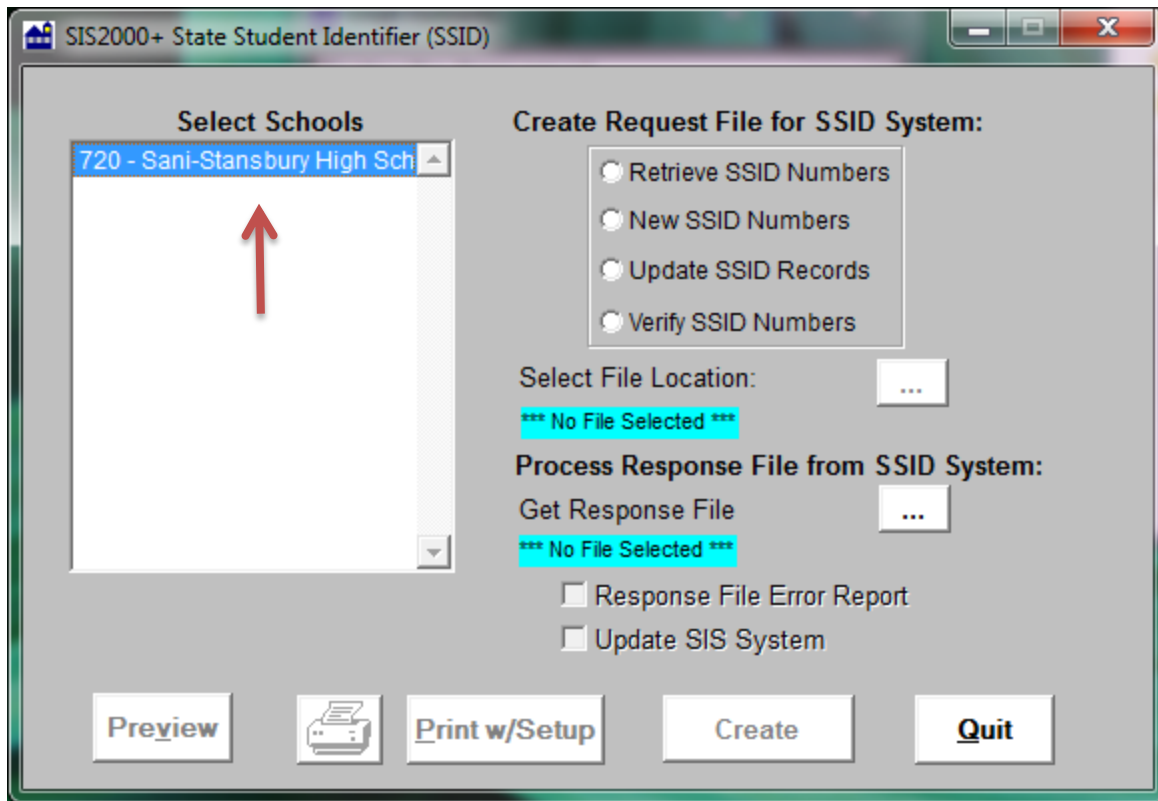 SIS2000+ State Student Identifier (SSID)
Select Schools
720 - Sani-Stansbury High Sch
Create Request File for SSID System:
Retrieve SSID Numbers
New SSID Numbers
Update SSID Records
Verify SSID Numbers
Select File Location:
...
*** No File Selected ***
Process Response File from SSID System:
Get Response File
...
*** No File Selected ***
Response File Error Report
Update SIS System
Preview
Print w/Setup
Create
Quit